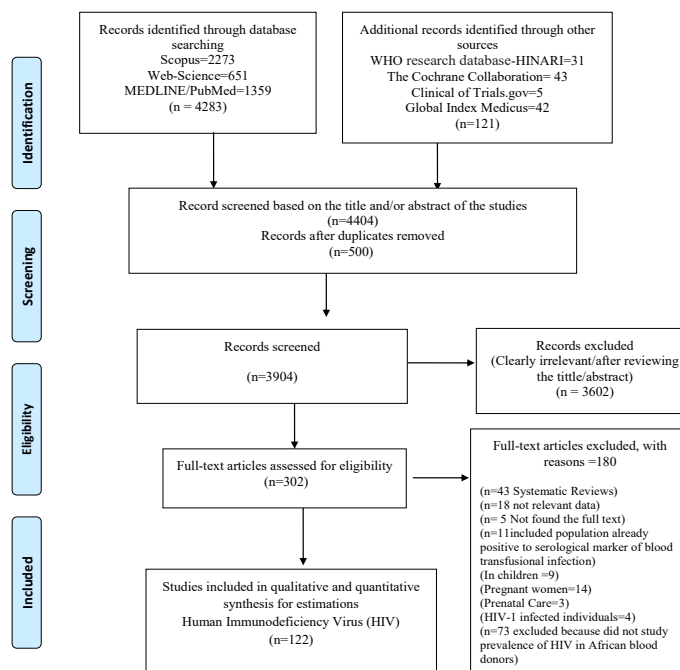 Records identified through database
searching
Scopus=2273
Web-Science=651
MEDLINE/PubMed=1359
(n = 4283)
Additional records identified through other
sources
WHO research database-HINARI=31
The Cochrane Collaboration= 43
Clinical of Trials.gov=5
Global Index Medicus=42
(n=121)
Identification
Record screened based on the title and/or abstract of the studies
(n=4404)
Records after duplicates removed
(n=500)
Screening
Records screened
(n=3904)
Records excluded
(Clearly irrelevant/after reviewing
the tittle/abstract)
n = 3602)
Eligibility
Full-text articles assessed for eligibility
(n=302)
Full-text articles excluded, with
reasons =180
(n=43 Systematic Reviews)
(n=18 not relevant data)
(n= 5 Not found the full text)
(n=11included population already
positive to serological marker of blood
transfusional infection)
(In children =9)
(Pregnant women=14)
(Prenatal Care=3)
(HIV-1 infected individuals=4)
(n=73 excluded because did not study
prevalence of HIV in African blood
donors)
Included
Studies included in qualitative and quantitative
synthesis for estimations
Human Immunodeficiency Virus (HIV)
(n=122)